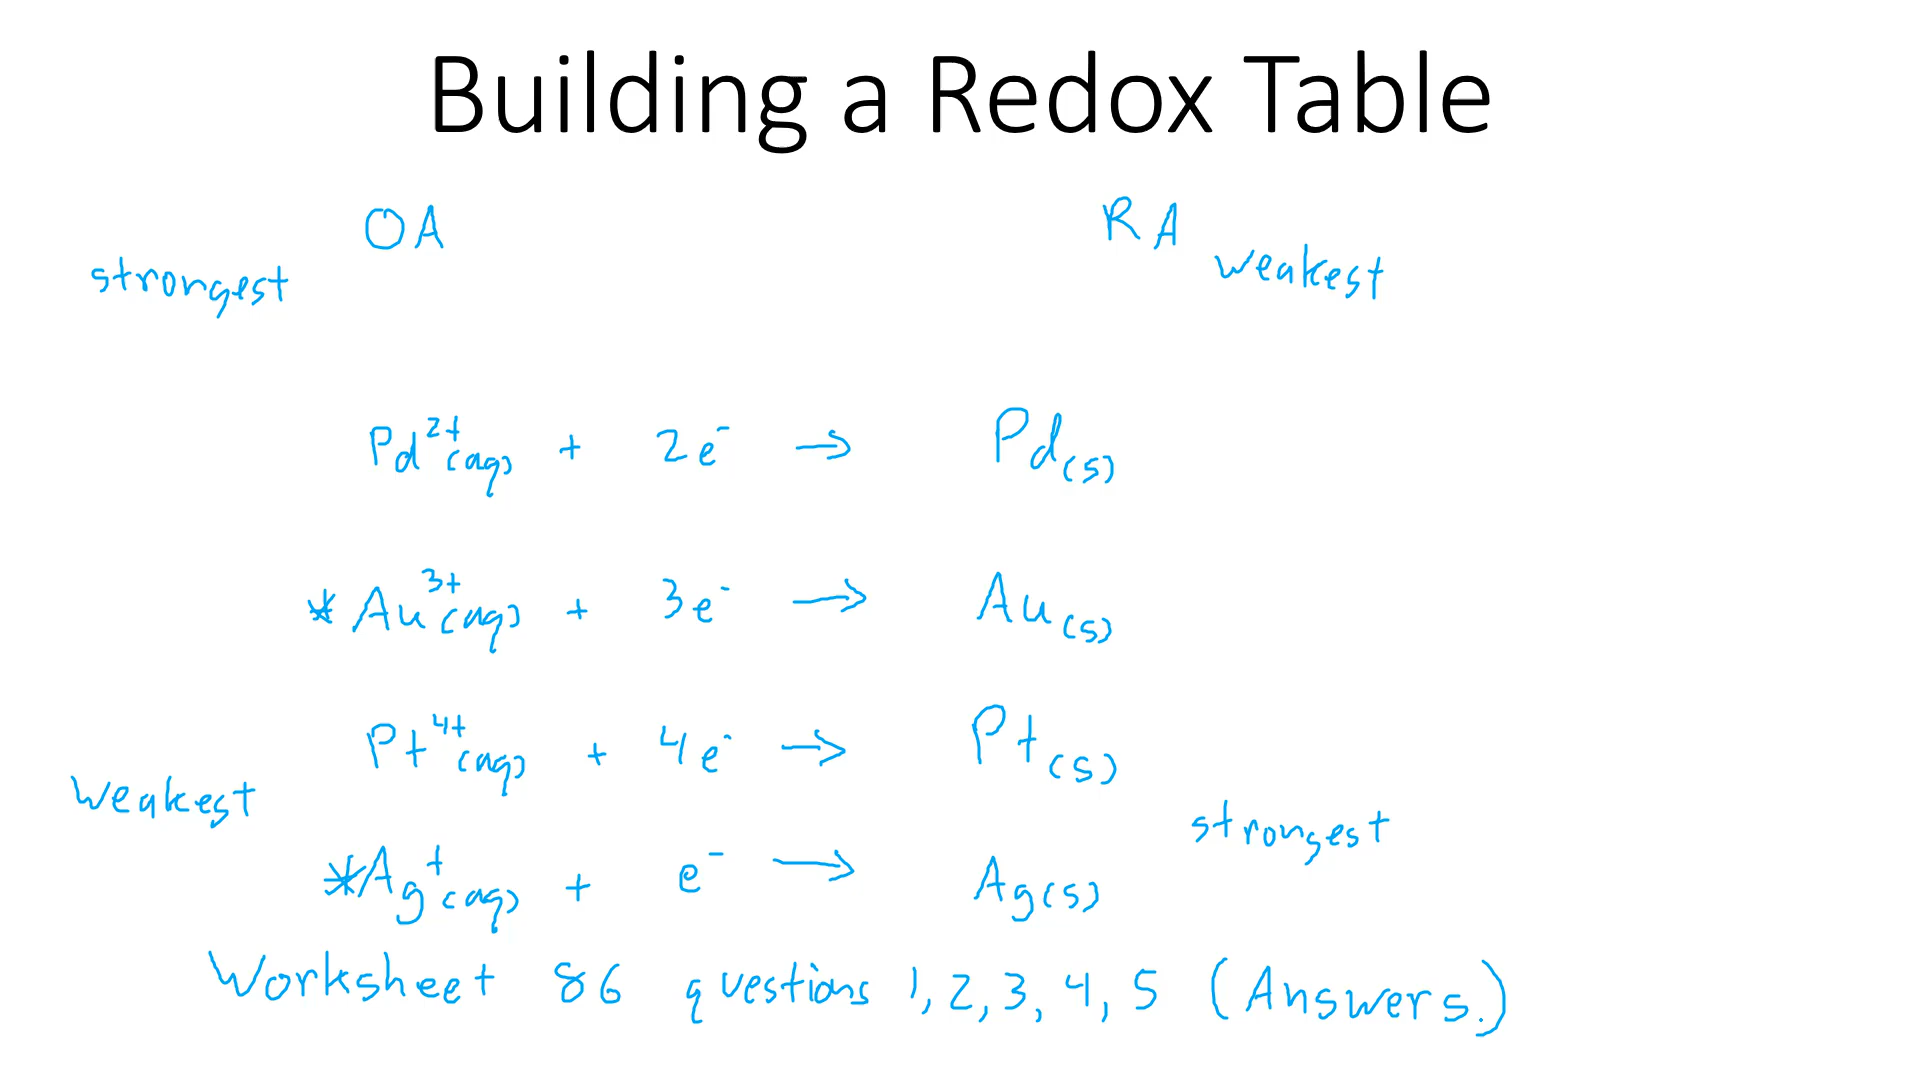 Building a Redox Table
OA RA
strongest weakest
Pd²⁺(aq) + 2e⁻ → Pd(s)
*Au³⁺(aq) + 3e⁻ → Au(s)
Pt⁴⁺(aq) + 4e⁻ → Pt(s)
weakest strongest
*Ag⁺(aq) + e⁻ → Ag(s)
Worksheet 86 questions 1, 2, 3, 4, 5 (Answers.)